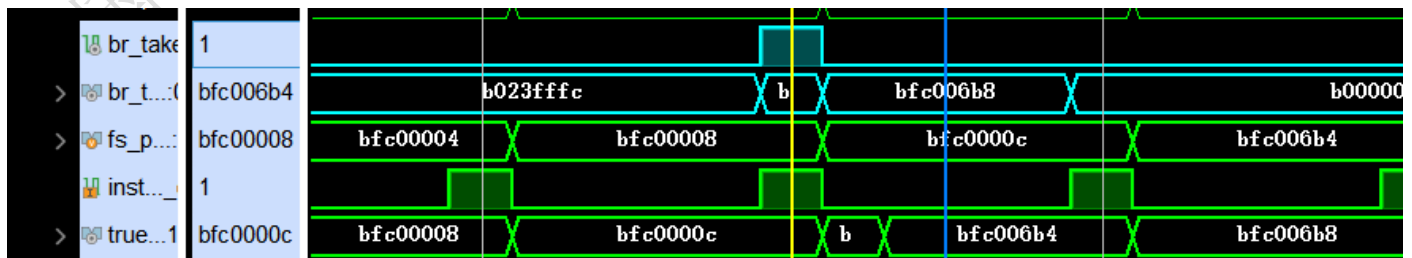 br_take 1
br_t...:( bfc006b4 b023fffc b bfc006b8 b00000
fs_p...: bfc00008 bfc00004 bfc00008 bfc0000c bfc006b4
inst..._ 1
true...1 bfc0000c bfc00008 bfc0000c b bfc006b4 bfc006b8